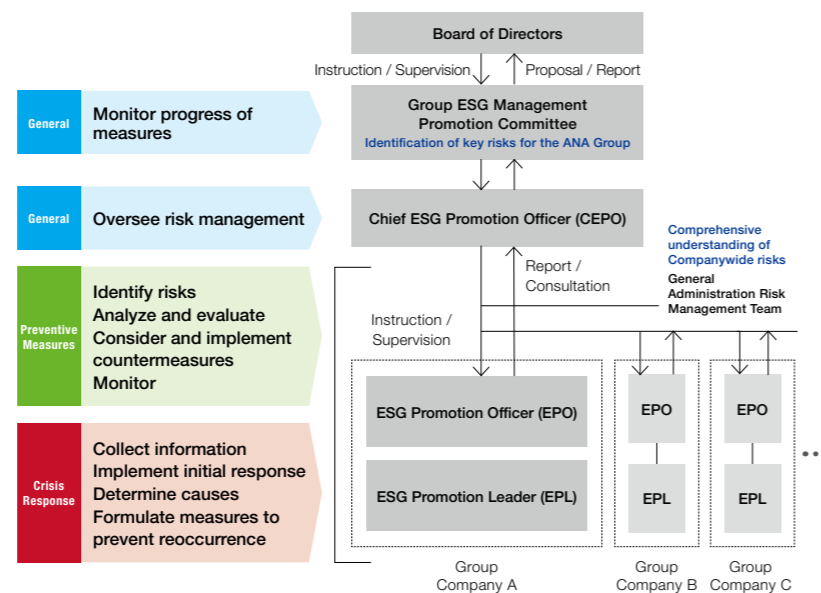 Board of Directors
Instruction / Supervision
Proposal / Report
General
Monitor progress of
measures
Group ESG Management
Promotion Committee
Identification of key risks for the ANA Group
General
Oversee risk management
Chief ESG Promotion Officer (CEPO)
Comprehensive
understanding of
Companywide risks
General
Administration Risk
Management Team
Report /
Consultation
Instruction /
Supervision
Preventive
Measures
Identify risks
Analyze and evaluate
Consider and implement
countermeasures
Monitor
ESG Promotion Officer (EPO)
EPO
EPO
Crisis
Response
Collect information
Implement initial response
Determine causes
Formulate measures to
prevent reoccurrence
ESG Promotion Leader (EPL)
EPL
EPL
Group
Company A
Group
Company B
Group
Company C